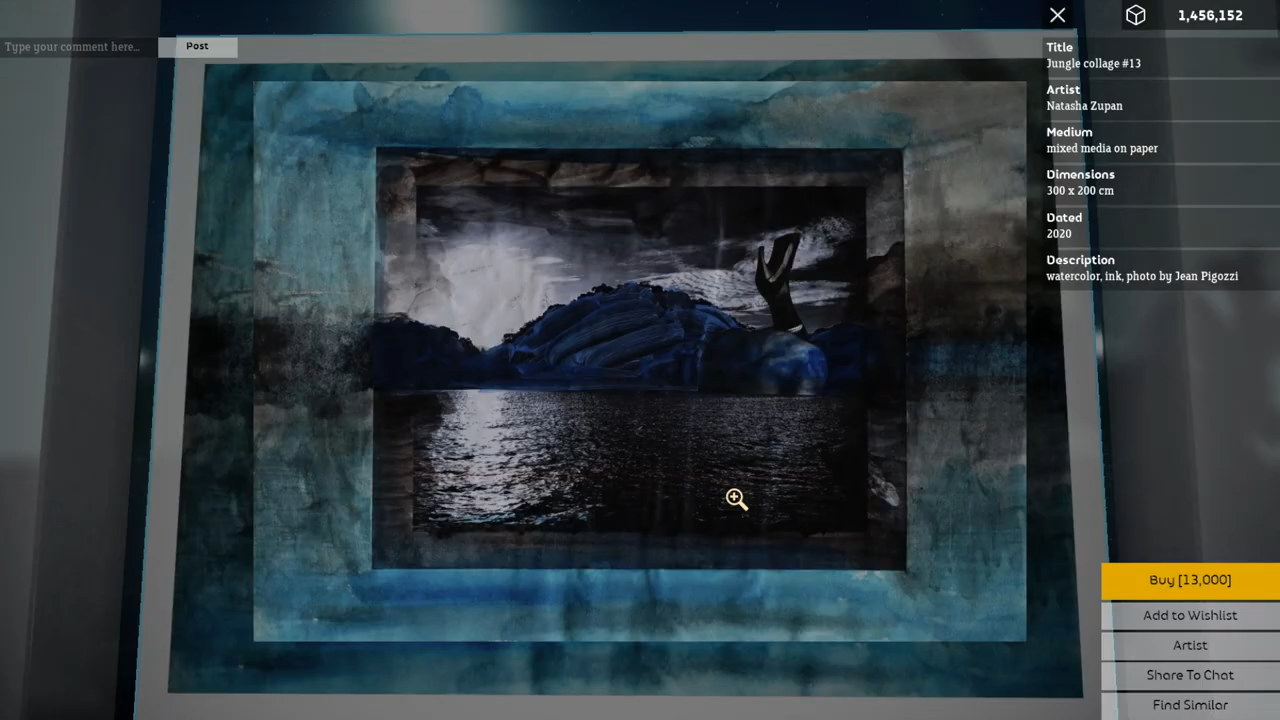 1,456,152
Type your comment here...
Post
Title
Jungle collage #13
Artist
Natasha Zupan
Medium
mixed media on paper
Dimensions
300 x 200 cm
Dated
2020
Description
watercolor, ink, photo by Jean Pigozzi
Buy [13,000]
Add to Wishlist
Artist
Share To Chat
Find Similar